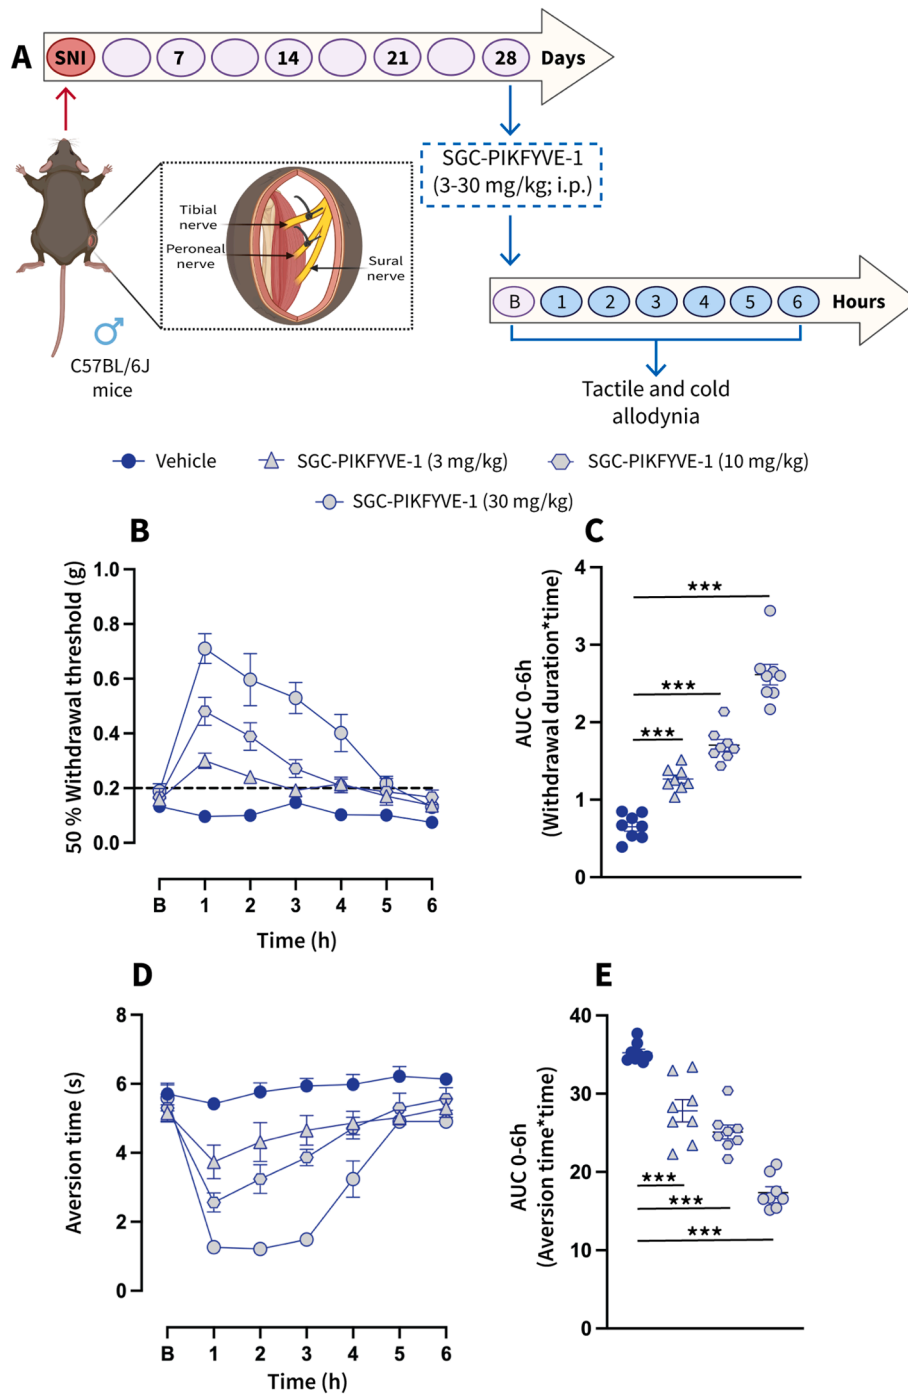 A
SNI 7 14 21 28 Days
SGC-PIKFYVE-1
(3-30 mg/kg; i.p.)
Tibial
nerve
Peroneal
nerve
Sural
nerve
B 1 2 3 4 5 6 Hours
C57BL/6J
mice
Tactile and cold
allodynia
Vehicle SGC-PIKFYVE-1 (3 mg/kg) SGC-PIKFYVE-1 (10 mg/kg)
SGC-PIKFYVE-1 (30 mg/kg)
B
50 % Withdrawal threshold (g)
1.0
0.8
0.6
0.4
0.2
0.0
B 1 2 3 4 5 6
Time (h)
C
AUC 0-6h
(Withdrawal duration*time)
4
3
2
1
0
***
***
***
D
Aversion time (s)
8
6
4
2
0
B 1 2 3 4 5 6
Time (h)
E
AUC 0-6h
(Aversion time*time)
40
30
20
10
0
***
***
***